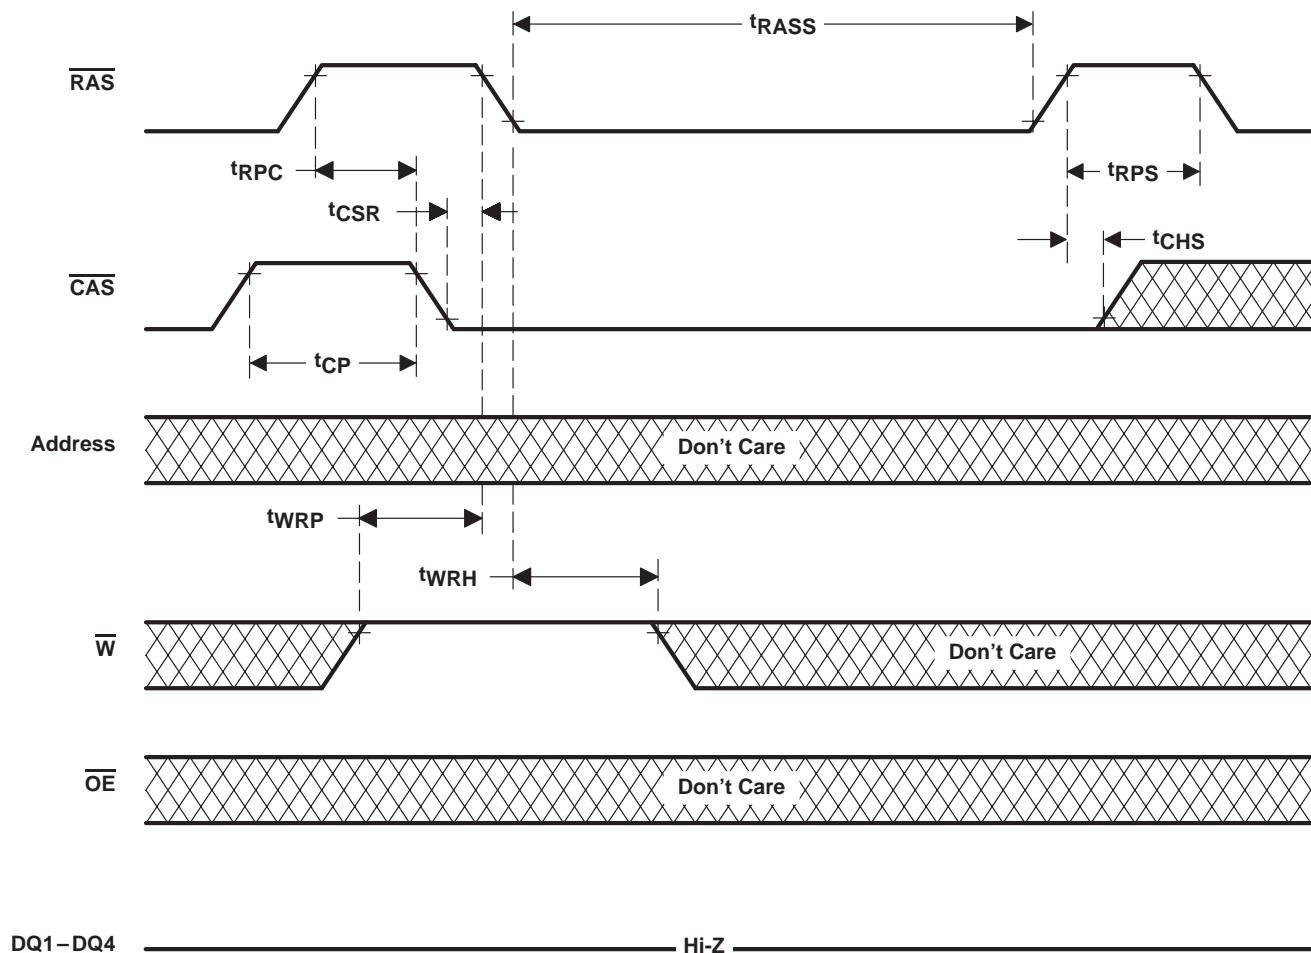 tRASS
RAS
tRPC
tRPS
tCSR
tCHS
CAS
tCP
Address
Don't Care
tWRP
tWRH
W
Don't Care
OE
Don't Care
DQ1–DQ4
Hi-Z